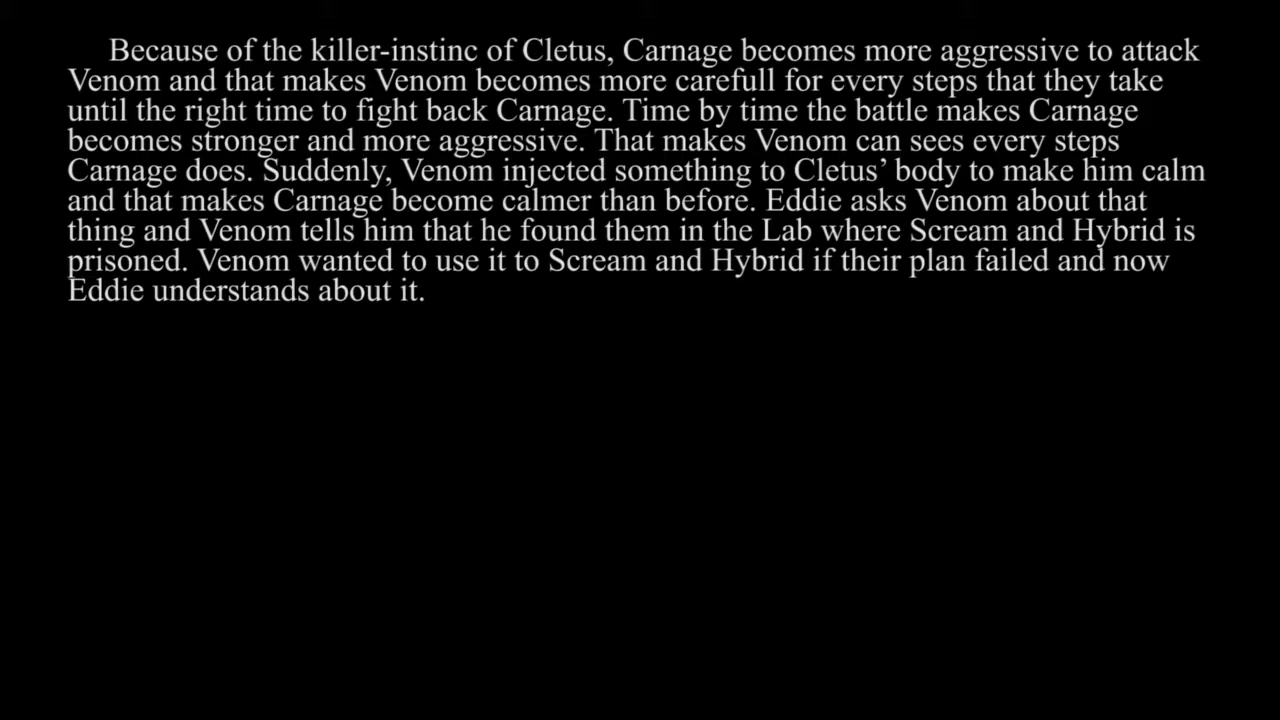 Because of the killer-instinc of Cletus, Carnage becomes more aggressive to attack
Venom and that makes Venom becomes more carefull for every steps that they take
until the right time to fight back Carnage. Time by time the battle makes Carnage
becomes stronger and more aggressive. That makes Venom can sees every steps
Carnage does. Suddenly, Venom injected something to Cletus’ body to make him calm
and that makes Carnage become calmer than before. Eddie asks Venom about that
thing and Venom tells him that he found them in the Lab where Scream and Hybrid is
prisoned. Venom wanted to use it to Scream and Hybrid if their plan failed and now
Eddie understands about it.